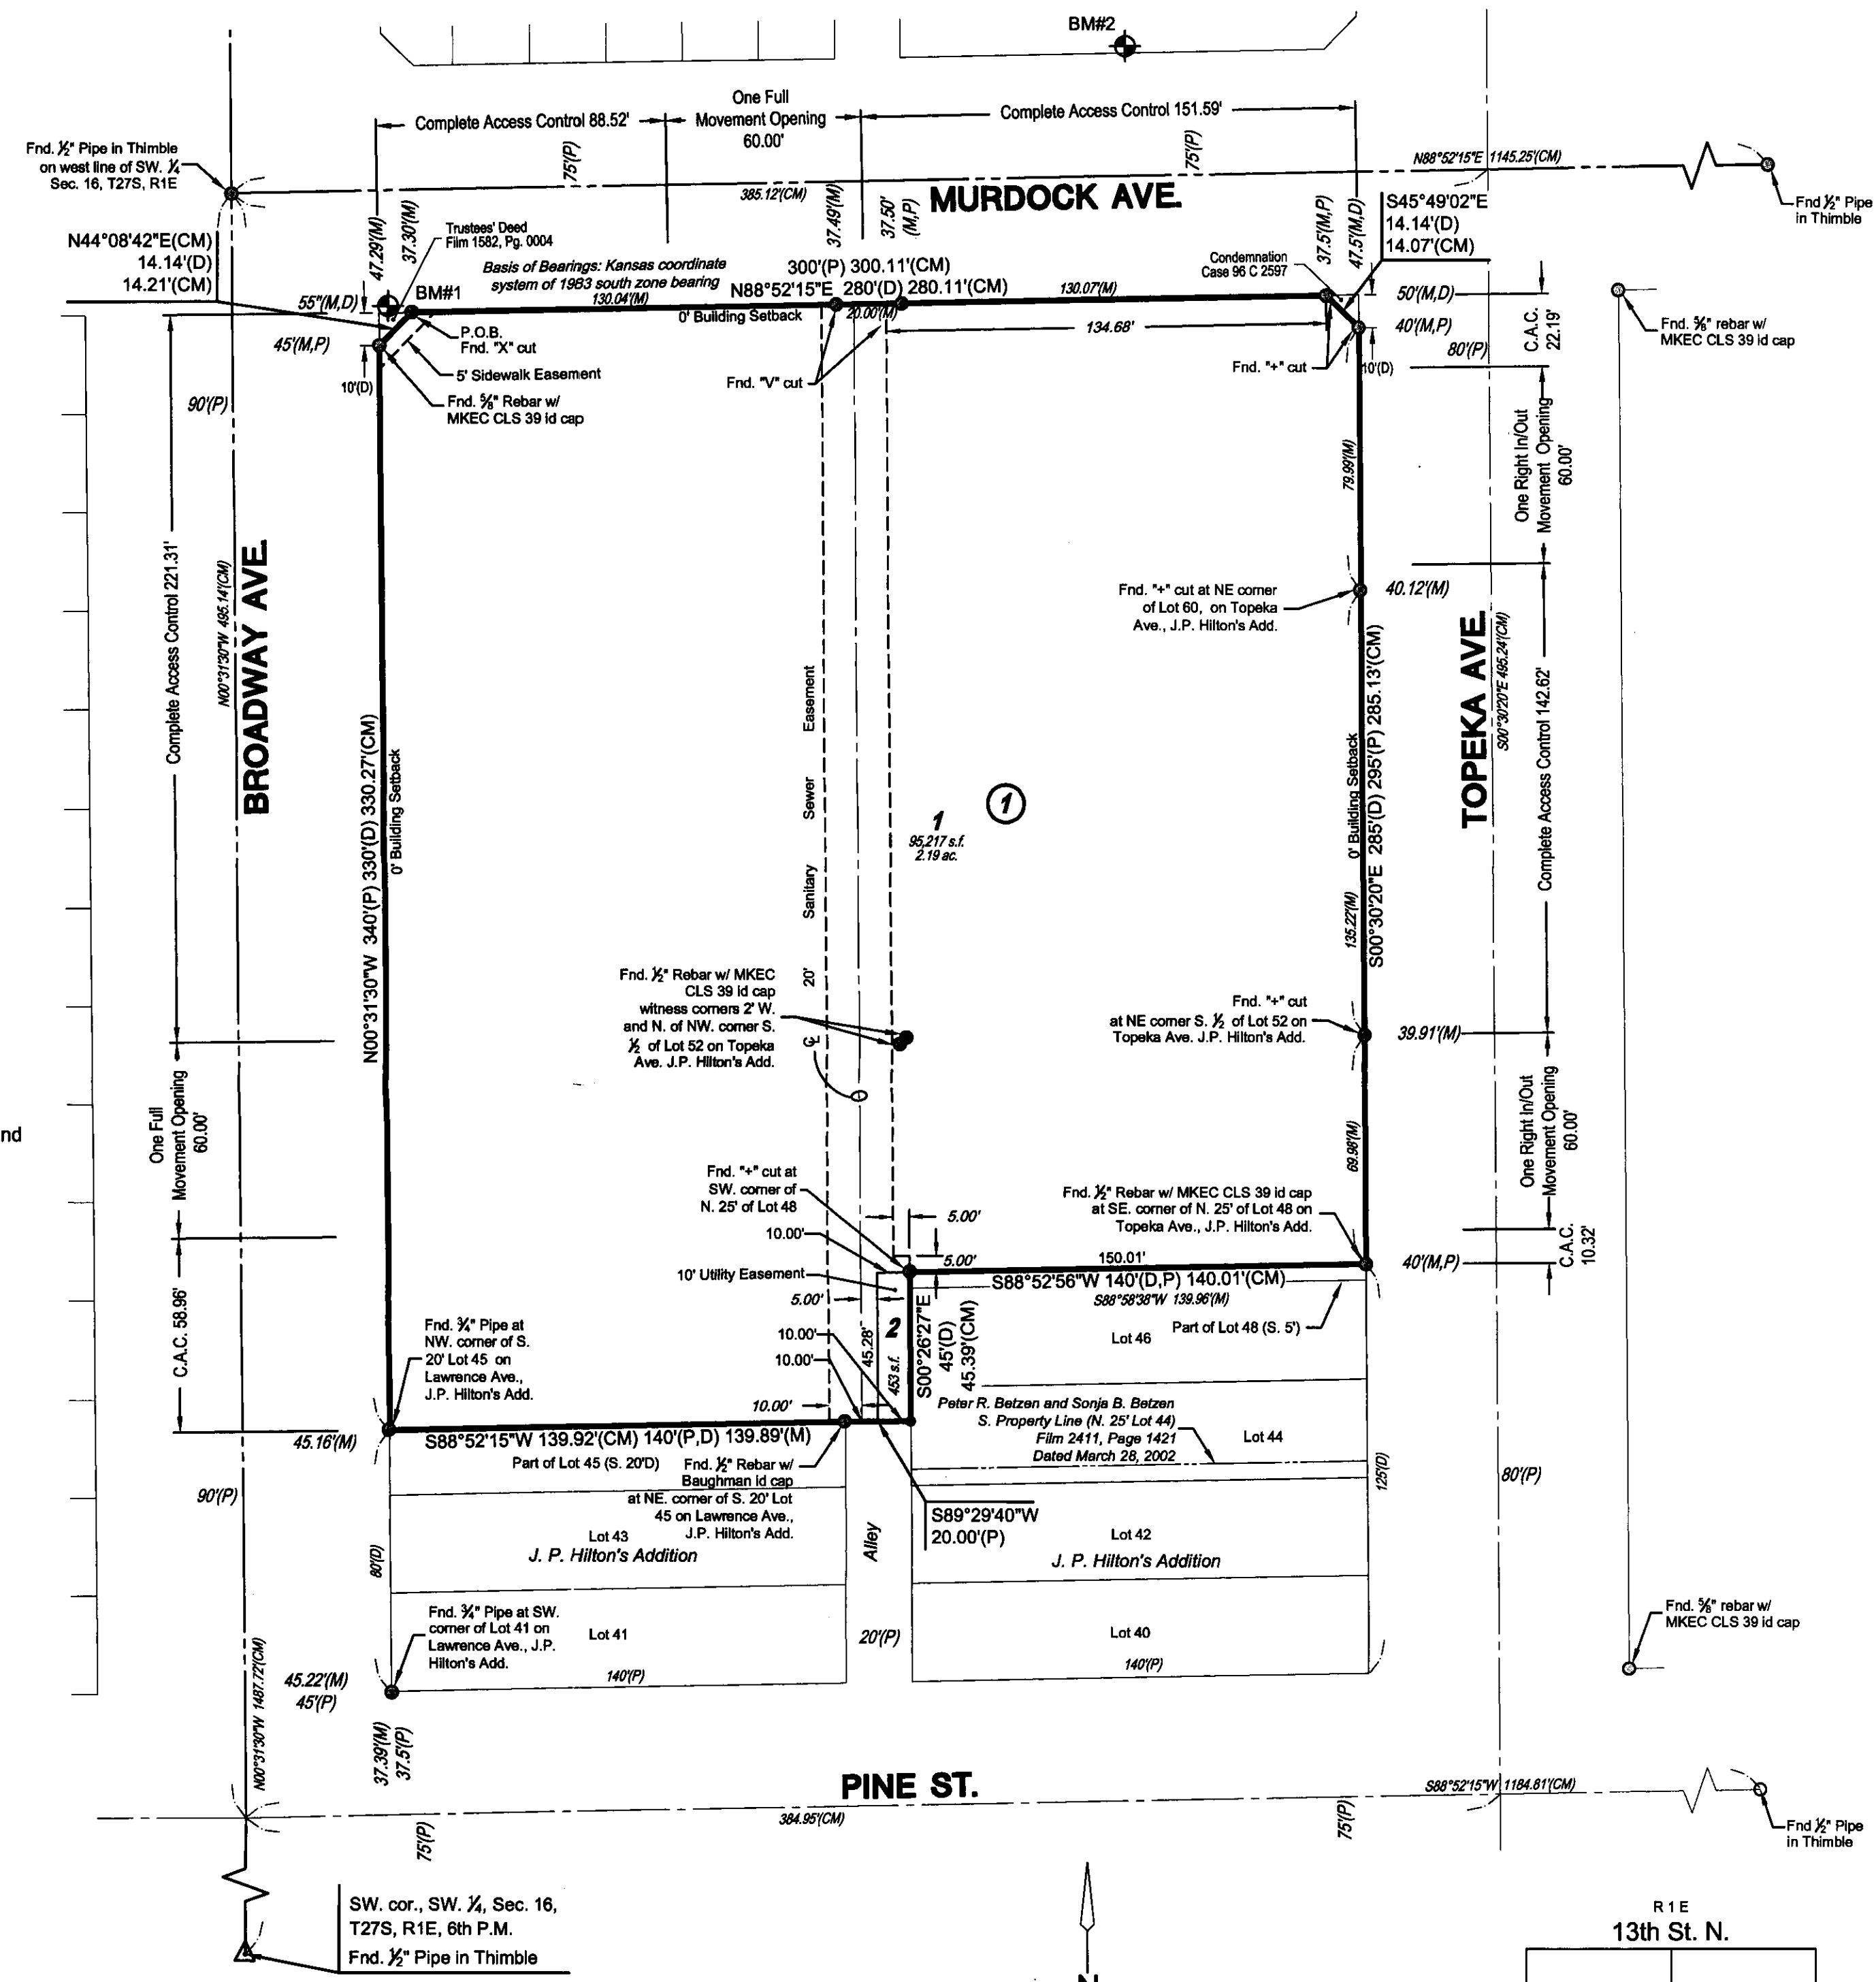 BM#2
One Full
Movement Opening
60.00'
Complete Access Control 88.52'
Complete Access Control 151.59'
Fnd. ½" Pipe in Thimble
on west line of SW. ¼
Sec. 16, T27S, R1E
75'(P)
75'(P)
N88°52'15"E 1145.25'(CM)
385.12'(CM)
MURDOCK AVE.
Fnd ½" Pipe
in Thimble
N44°08'42"E(CM)
14.14'(D)
14.21'(CM)
47.29'(M)
37.30'(M)
Trustees' Deed
Film 1582, Pg. 0004
37.49'(M)
37.50'
(M,P)
37.5'(M,P)
47.5'(M,D)
S45°49'02"E
14.14'(D)
14.07'(CM)
Basis of Bearings: Kansas coordinate
system of 1983 south zone bearing
300'(P) 300.11'(CM)
N88°52'15"E 280'(D) 280.11'(CM)
Condemnation
Case 96 C 2597
55"(M,D)
BM#1
130.04'(M)
130.07'(M)
50'(M,D)
0' Building Setback
20.00'(M)
134.68'
45'(M,P)
P.O.B.
Fnd. "X" cut
40'(M,P)
80'(P)
C.A.C.
22.19'
Fnd. ⅝" rebar w/
MKEC CLS 39 id cap
10'(D)
5' Sidewalk Easement
Fnd. "V" cut
Fnd. "+" cut
10'(D)
90'(P)
Fnd. ⅝" Rebar w/
MKEC CLS 39 id cap
79.99'(M)
One Right In/Out
Movement Opening
60.00'
Complete Access Control 221.31'
N00°31'30"W 495.14'(CM)
BROADWAY AVE.
Fnd. "+" cut at NE corner
of Lot 60, on Topeka
Ave., J.P. Hilton's Add.
40.12'(M)
TOPEKA AVE.
S00°30'20"E 495.24'(CM)
Complete Access Control 142.62'
N00°31'30"W 340'(P) 330'(D) 330.27'(CM)
0' Building Setback
20' Sanitary Sewer Easement
1
1
95,217 s.f.
2.19 ac.
0' Building Setback
S00°30'20"E 285'(D) 295'(P) 285.13'(CM)
135.22'(M)
Fnd. ½" Rebar w/ MKEC
CLS 39 id cap
witness corners 2' W.
and N. of NW. corner S.
½ of Lot 52 on Topeka
Ave. J.P. Hilton's Add.
℄
Fnd. "+" cut
at NE corner S. ½ of Lot 52 on
Topeka Ave. J.P. Hilton's Add.
39.91'(M)
nd
One Full
Movement Opening
60.00'
69.98'(M)
One Right In/Out
Movement Opening
60.00'
Fnd. "+" cut at
SW. corner of
N. 25' of Lot 48
Fnd. ½" Rebar w/ MKEC CLS 39 id cap
at SE. corner of N. 25' of Lot 48 on
Topeka Ave., J.P. Hilton's Add.
5.00'
10.00'
5.00'
150.01'
C.A.C.
10.32'
40'(M,P)
10' Utility Easement
S88°52'56"W 140'(D,P) 140.01'(CM)
S88°58'38"W 139.96'(M)
5.00'
C.A.C. 58.96'
Fnd. ¾" Pipe at
NW. corner of S.
20' Lot 45 on
Lawrence Ave.,
J.P. Hilton's Add.
10.00'
10.00'
45.28'
2
453 s.f.
S00°26'27"E
45'(D)
45.39'(CM)
Part of Lot 48 (S. 5')
Lot 46
10.00'
Peter R. Betzen and Sonja B. Betzen
S. Property Line (N. 25' Lot 44)
Film 2411, Page 1421
Dated March 28, 2002
Lot 44
45.16'(M)
S88°52'15"W 139.92'(CM) 140'(P,D) 139.89'(M)
Part of Lot 45 (S. 20'D)
Fnd. ½" Rebar w/
Baughman id cap
at NE. corner of S. 20' Lot
45 on Lawrence Ave.,
J.P. Hilton's Add.
125'(D)
80'(P)
90'(P)
S89°29'40"W
20.00'(P)
Lot 43
J. P. Hilton's Addition
Alley
Lot 42
J. P. Hilton's Addition
80'(D)
Fnd. ¾" Pipe at SW.
corner of Lot 41 on
Lawrence Ave., J.P.
Hilton's Add.
Lot 41
20'(P)
Lot 40
Fnd. ⅝" rebar w/
MKEC CLS 39 id cap
140'(P)
140'(P)
45.22'(M)
45'(P)
N00°31'30"W 1487.72'(CM)
37.39'(M)
37.5'(P)
PINE ST.
S88°52'15"W 1184.81'(CM)
384.95'(CM)
75'(P)
75'(P)
Fnd ½" Pipe
in Thimble
SW. cor., SW. ¼, Sec. 16,
T27S, R1E, 6th P.M.
Fnd. ½" Pipe in Thimble
N
R 1 E
13th St. N.